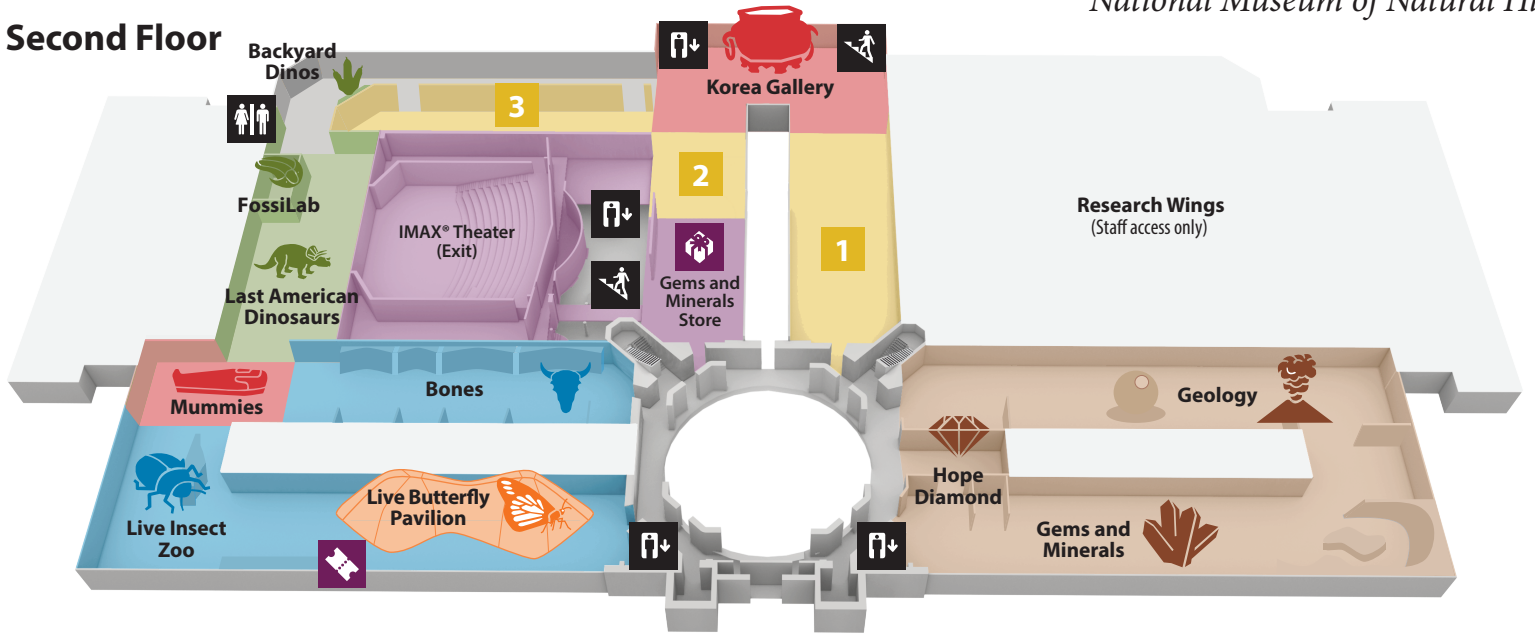 National Museum of Natural
Second Floor
Backyard
Dinos
Korea Gallery
3
2
1
FossiLab
IMAX® Theater
(Exit)
Research Wings
(Staff access only)
Gems and
Minerals
Store
Last American
Dinosaurs
Bones
Mummies
Geology
Hope
Diamond
Live Butterfly
Pavilion
Live Insect
Zoo
Gems and
Minerals